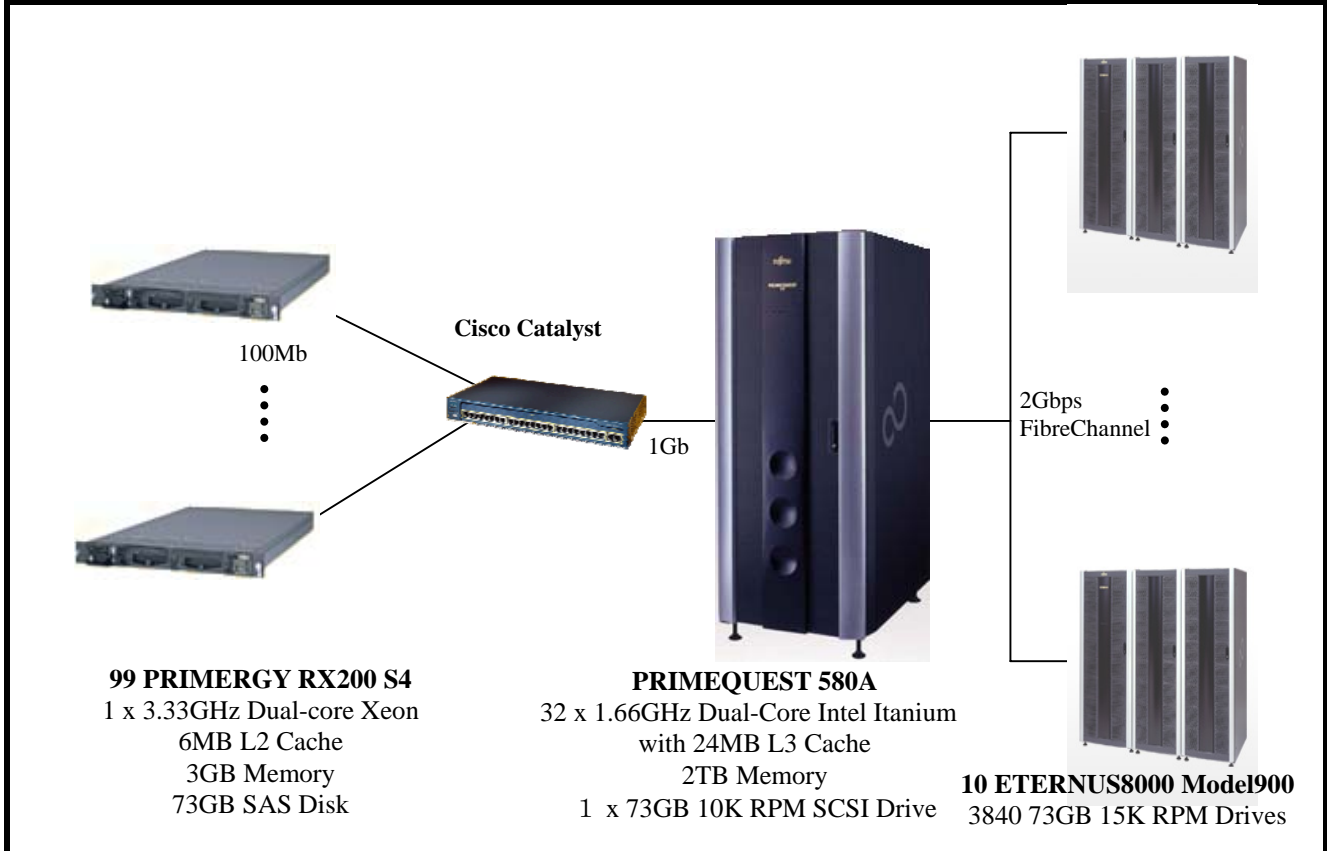 Cisco Catalyst
100Mb
1Gb
2Gbps
FibreChannel
99 PRIMERGY RX200 S4
1 x 3.33GHz Dual-core Xeon
6MB L2 Cache
3GB Memory
73GB SAS Disk
PRIMEQUEST 580A
32 x 1.66GHz Dual-Core Intel Itanium
with 24MB L3 Cache
2TB Memory
1 x 73GB 10K RPM SCSI Drive
10 ETERNUS8000 Model900
3840 73GB 15K RPM Drives